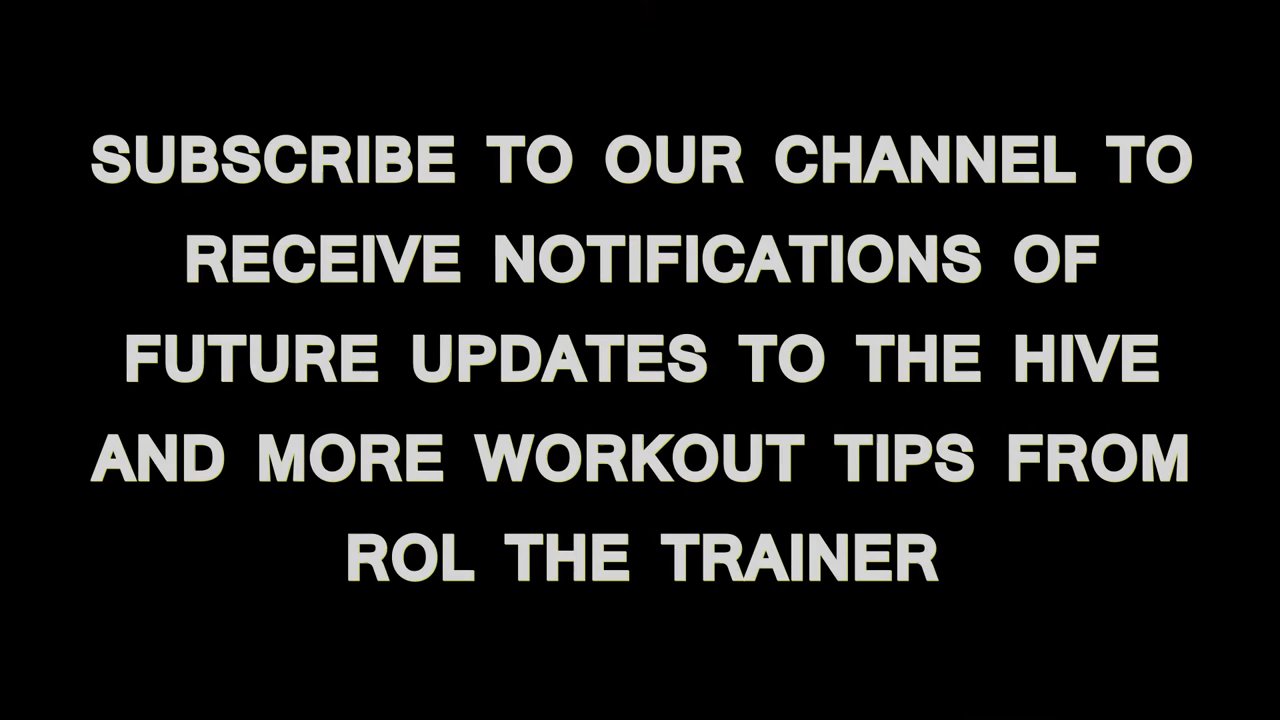 SUBSCRIBE TO OUR CHANNEL TO
RECEIVE NOTIFICATIONS OF
FUTURE UPDATES TO THE HIVE
AND MORE WORKOUT TIPS FROM
ROL THE TRAINER